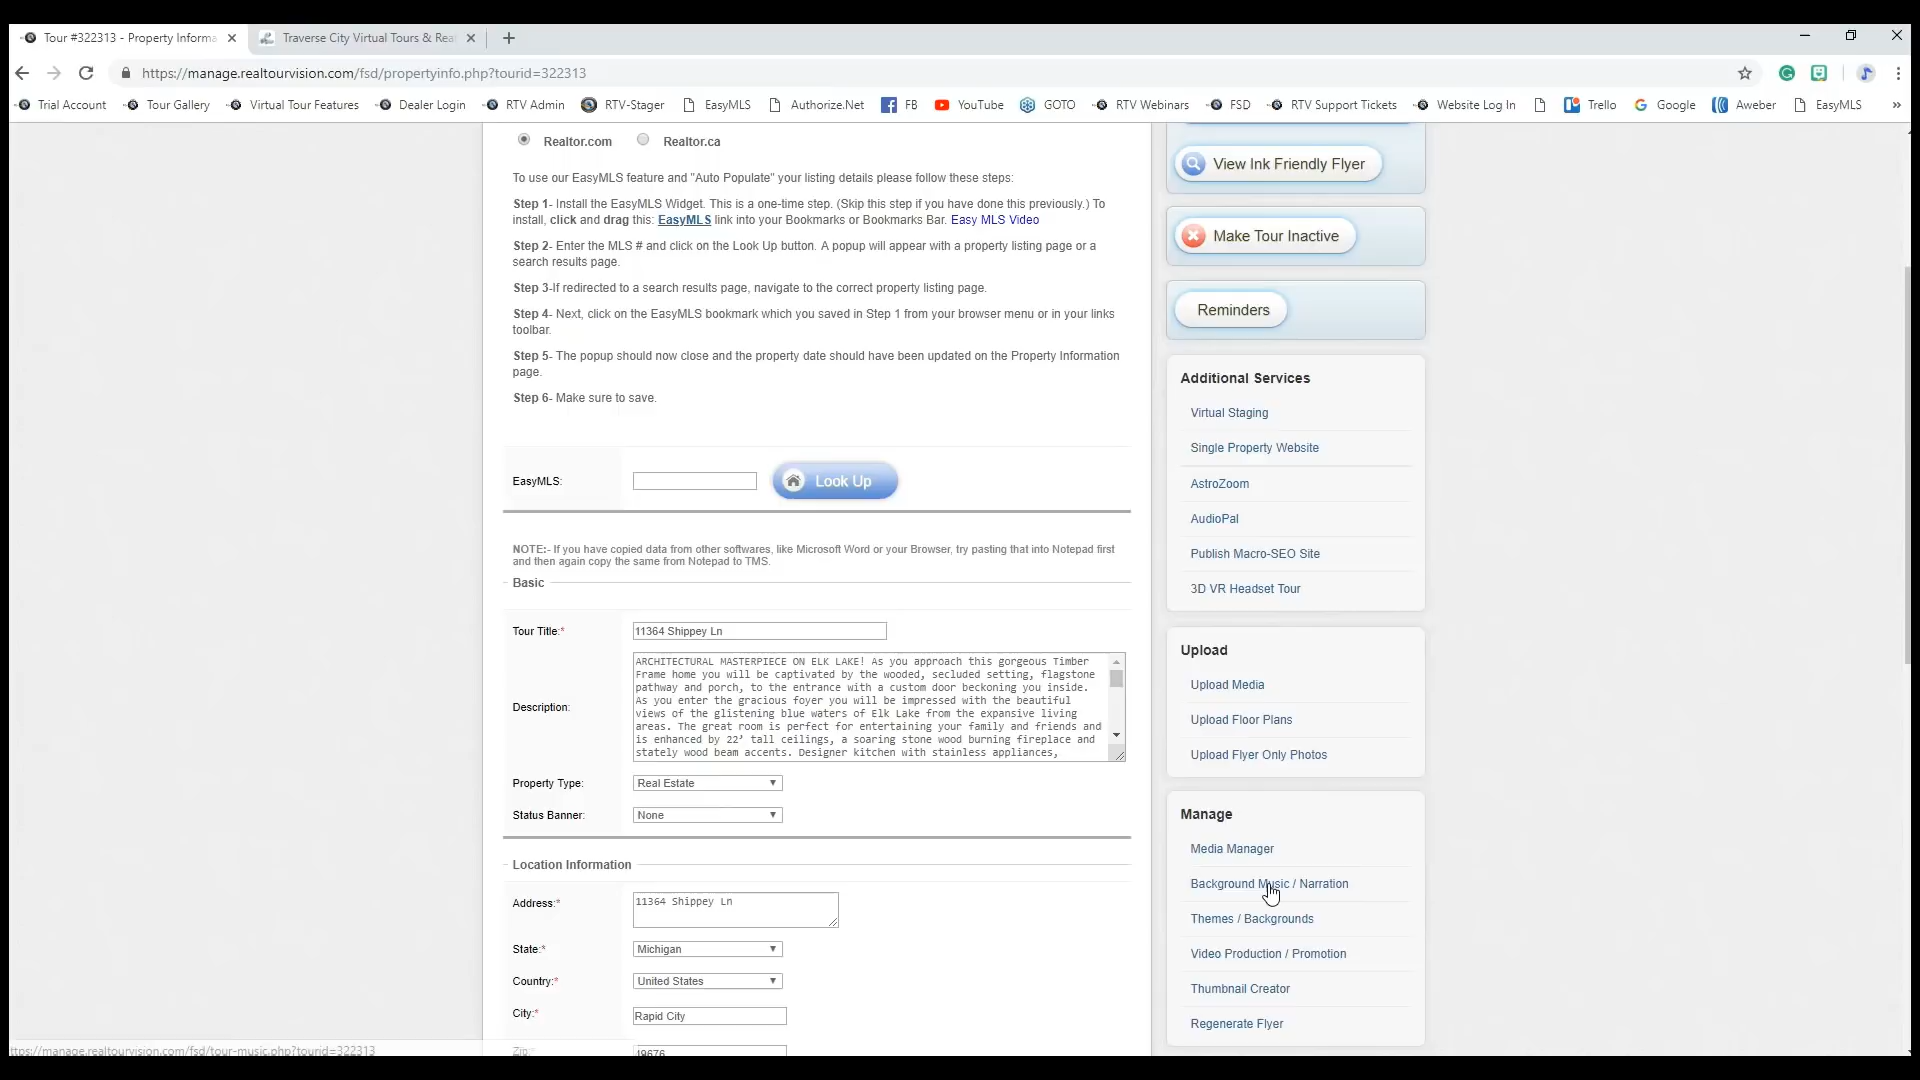 Tour #322313 - Property Informa
Traverse City Virtual Tours & Real
https://manage.realtourvision.com/fsd/propertyinfo.php?tourid=322313
Trial Account
Tour Gallery
Virtual Tour Features
Dealer Login
RTV Admin
RTV-Stager
EasyMLS
Authorize.Net
FB
YouTube
GOTO
RTV Webinars
FSD
RTV Support Tickets
Website Log In
Trello
Google
Aweber
EasyMLS
»
Realtor.com
Realtor.ca
To use our EasyMLS feature and "Auto Populate" your listing details please follow these steps:
Step 1- Install the EasyMLS Widget. This is a one-time step. (Skip this step if you have done this previously.) To
install, click and drag this: EasyMLS link into your Bookmarks or Bookmarks Bar. Easy MLS Video
Step 2- Enter the MLS # and click on the Look Up button. A popup will appear with a property listing page or a
search results page.
Step 3-If redirected to a search results page, navigate to the correct property listing page.
Step 4- Next, click on the EasyMLS bookmark which you saved in Step 1 from your browser menu or in your links
toolbar.
Step 5- The popup should now close and the property date should have been updated on the Property Information
page.
Step 6- Make sure to save.
EasyMLS:
Look Up
NOTE:- If you have copied data from other softwares, like Microsoft Word or your Browser, try pasting that into Notepad first
and then again copy the same from Notepad to TMS.
Basic
Tour Title:*
11364 Shippey Ln
Description:
ARCHITECTURAL MASTERPIECE ON ELK LAKE! As you approach this gorgeous Timber
Frame home you will be captivated by the wooded, secluded setting, flagstone
pathway and porch, to the entrance with a custom door beckoning you inside.
As you enter the gracious foyer you will be impressed with the beautiful
views of the glistening blue waters of Elk Lake from the expansive living
areas. The great room is perfect for entertaining your family and friends and
is enhanced by 22’ tall ceilings, a soaring stone wood burning fireplace and
stately wood beam accents. Designer kitchen with stainless appliances,
Property Type:
Real Estate
Status Banner:
None
Location Information
Address:*
11364 Shippey Ln
State:*
Michigan
Country:*
United States
City:*
Rapid City
Zip:*
49676
View Ink Friendly Flyer
Make Tour Inactive
Reminders
Additional Services
Virtual Staging
Single Property Website
AstroZoom
AudioPal
Publish Macro-SEO Site
3D VR Headset Tour
Upload
Upload Media
Upload Floor Plans
Upload Flyer Only Photos
Manage
Media Manager
Background Music / Narration
Themes / Backgrounds
Video Production / Promotion
Thumbnail Creator
Regenerate Flyer
ttps://manage.realtourvision.com/fsd/tour-music.php?tourid=322313